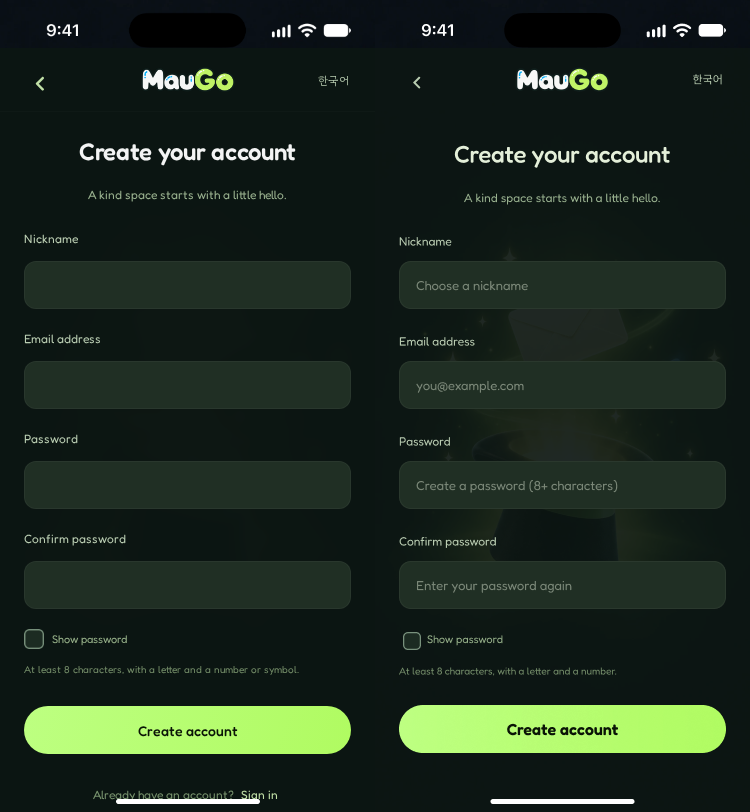 9:41
MauGo
한국어
Create your account
A kind space starts with a little hello.
Nickname
Email address
Password
Confirm password
Show password
At least 8 characters, with a letter and a number or symbol.
Create account
Already have an account? Sign in
9:41
MauGo
한국어
Create your account
A kind space starts with a little hello.
Nickname
Choose a nickname
Email address
you@example.com
Password
Create a password (8+ characters)
Confirm password
Enter your password again
Show password
At least 8 characters, with a letter and a number.
Create account